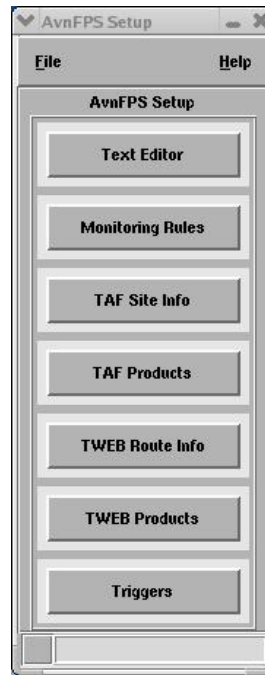 AvnFPS Setup
File Help
AvnFPS Setup
Text Editor
Monitoring Rules
TAF Site Info
TAF Products
TWEB Route Info
TWEB Products
Triggers